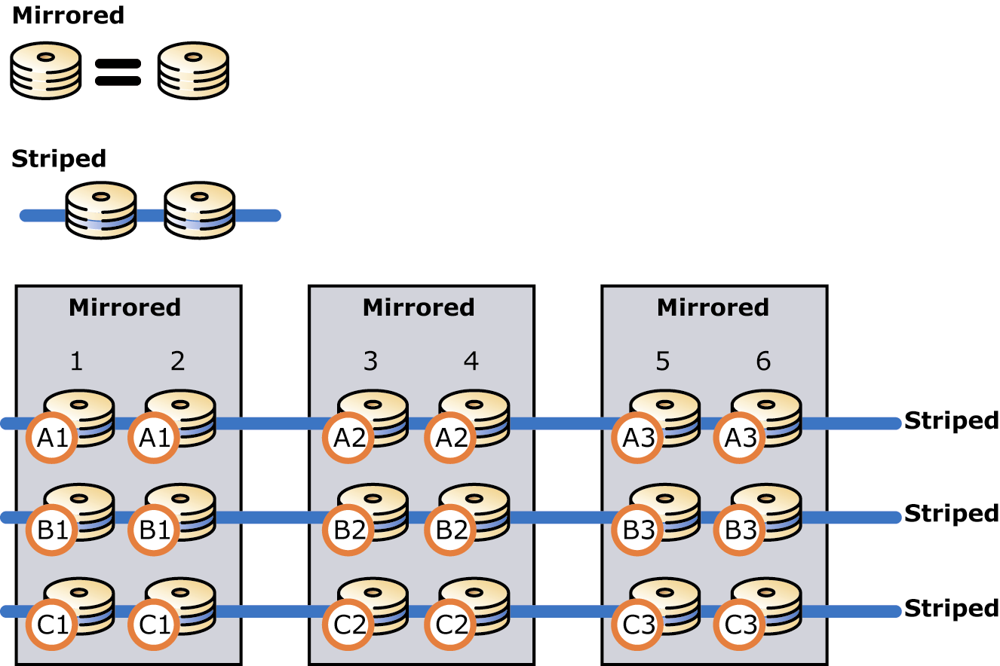 Mirrored
Striped
Mirrored Mirrored Mirrored
1 2 3 4 5 6
A1 A1 A2 A2 A3 A3 Striped
B1 B1 B2 B2 B3 B3 Striped
C1 C1 C2 C2 C3 C3 Striped